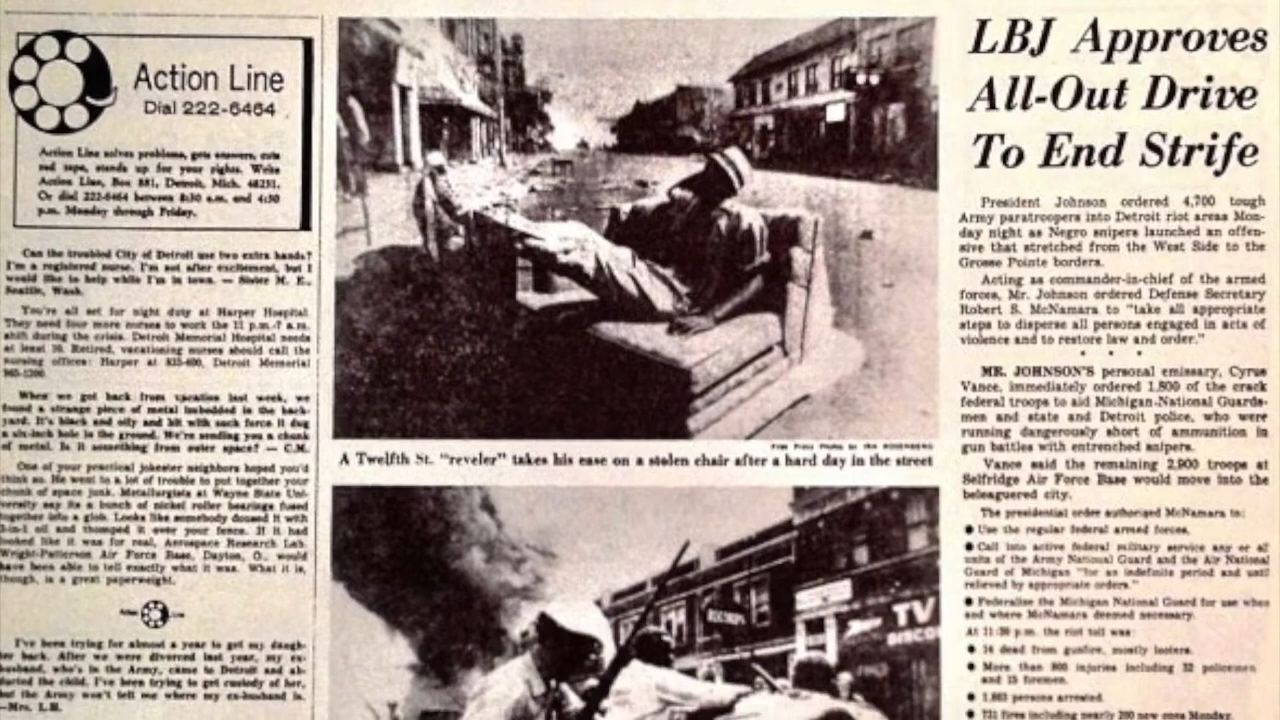 Action Line
Dial 222-6464
Action Line solves problems, gets answers, cuts
red tape, stands up for your rights. Write
Action Line, Box 881, Detroit, Mich. 48231.
Or dial 222-6464 between 8:30 a.m. and 4:30
p.m. Monday through Friday.
Can the troubled City of Detroit use two extra hands?
I'm a registered nurse. I'm not after excitement, but I
would like to help while I'm in town. — Sister M. E.,
Seattle, Wash.
You're all set for night duty at Harper Hospital.
They need four more nurses to work the 11 p.m.-7 a.m.
shift during the crisis. Detroit Memorial Hospital needs
at least 10. Retired, vacationing nurses should call the
nursing offices: Harper at Detroit Memorial
When we got back from vacation last week, we
found a strange piece of metal imbedded in the back-
yard. It's black and oily and hit with such force it dug
a six-inch hole in the ground. We're sending you a chunk
of metal. Is it something from outer space? — C.M.
One of your practical jokester neighbors hoped you'd
think so. He went to a lot of trouble to put together your
chunk of space junk. Metallurgists at Wayne State Uni-
versity say its a bunch of nickel roller bearings fused
together into a glob. Looks like somebody doused it with
3-in-1 oil and thumped it over your fence. If it had
looked like it was for real, Aerospace Research Lab,
Wright-Patterson Air Force Base, Dayton, O., would
have been able to tell exactly what it was. What it is,
though, is a great paperweight.
I've been trying for almost a year to get my daugh-
ter back. After we were divorced last year, my ex-
husband, who's in the Army, came to Detroit and ab-
ducted the child. I've been trying to get custody of her,
but the Army won't tell me where my ex-husband is.
—Mrs. L.H.
Free Press Photo by IRA ROSENBERG
A Twelfth St. "reveler" takes his ease on a stolen chair after a hard day in the street
RECORDS
TV
DISCOU
LBJ Approves
All-Out Drive
To End Strife
President Johnson ordered 4,700 tough
Army paratroopers into Detroit riot areas Mon-
day night as Negro snipers launched an offen-
sive that stretched from the West Side to the
Grosse Pointe borders.
Acting as commander-in-chief of the armed
forces, Mr. Johnson ordered Defense Secretary
Robert S. McNamara to "take all appropriate
steps to disperse all persons engaged in acts of
violence and to restore law and order."
MR. JOHNSON'S personal emissary, Cyrus
Vance, immediately ordered 1,800 of the crack
federal troops to aid Michigan-National Guards-
men and state and Detroit police, who were
running dangerously short of ammunition in
gun battles with entrenched snipers.
Vance said the remaining 2,900 troops at
Selfridge Air Force Base would move into the
beleaguered city.
The presidential order authorized McNamara to:
● Use the regular federal armed forces.
● Call into active federal military service any or all
units of the Army National Guard and the Air National
Guard of Michigan "for an indefinite period and until
relieved by appropriate orders."
● Federalize the Michigan National Guard for use when
and where McNamara deemed necessary.
At 11:30 p.m. the riot toll was:
● dead from gunfire, mostly looters.
● More than 800 injuries including 32 policemen
and 15 firemen.
● persons arrested.
● 731 fires including nearly 200 new ones Monday.